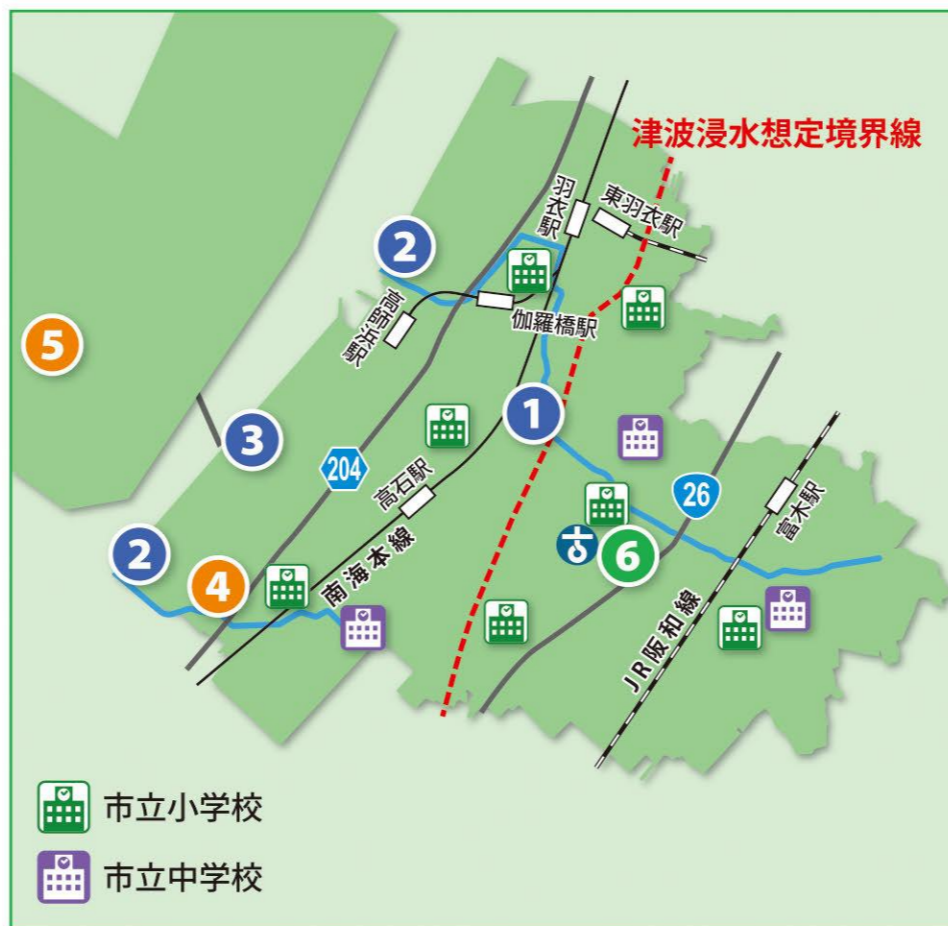 津波浸水想定境界線
羽衣駅
東羽衣駅
2
高師浜駅
伽羅橋駅
5
1
3
204
高石駅
26
富木駅
2
4
6
南海本線
JR阪和線
市立小学校
市立中学校